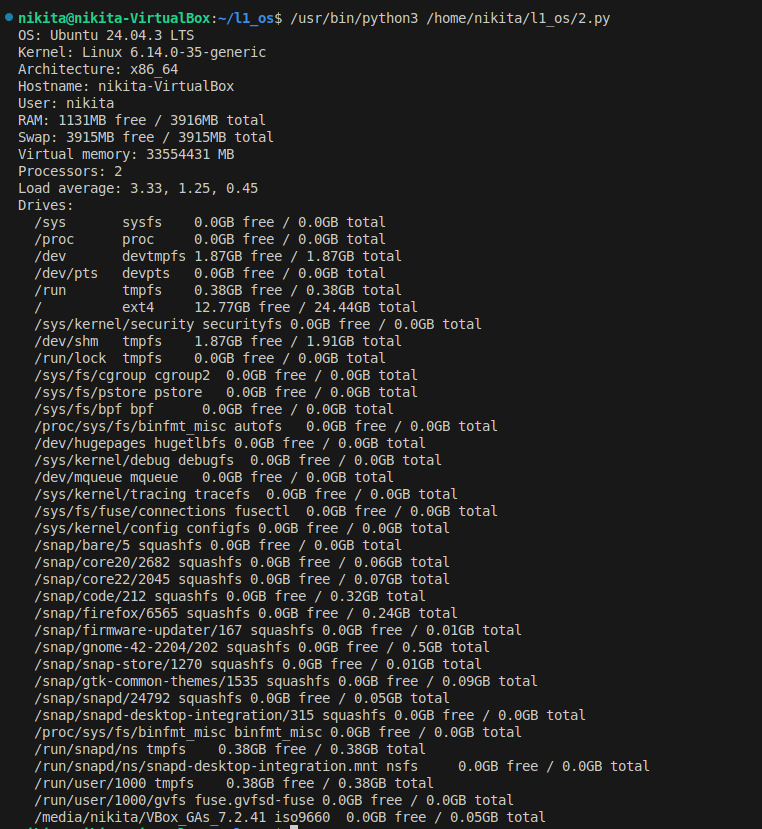 nikita@nikita-VirtualBox:~/l1_os$ /usr/bin/python3 /home/nikita/l1_os/2.py
OS: Ubuntu 24.04.3 LTS
Kernel: Linux 6.14.0-35-generic
Architecture: x86_64
Hostname: nikita-VirtualBox
User: nikita
RAM: 1131MB free / 3916MB total
Swap: 3915MB free / 3915MB total
Virtual memory: 33554431 MB
Processors: 2
Load average: 3.33, 1.25, 0.45
Drives:
  /sys       sysfs    0.0GB free / 0.0GB total
  /proc      proc     0.0GB free / 0.0GB total
  /dev       devtmpfs 1.87GB free / 1.87GB total
  /dev/pts   devpts   0.0GB free / 0.0GB total
  /run       tmpfs    0.38GB free / 0.38GB total
  /          ext4     12.77GB free / 24.44GB total
  /sys/kernel/security securityfs 0.0GB free / 0.0GB total
  /dev/shm   tmpfs    1.87GB free / 1.91GB total
  /run/lock  tmpfs    0.0GB free / 0.0GB total
  /sys/fs/cgroup cgroup2  0.0GB free / 0.0GB total
  /sys/fs/pstore pstore   0.0GB free / 0.0GB total
  /sys/fs/bpf bpf      0.0GB free / 0.0GB total
  /proc/sys/fs/binfmt_misc autofs   0.0GB free / 0.0GB total
  /dev/hugepages hugetlbfs 0.0GB free / 0.0GB total
  /sys/kernel/debug debugfs  0.0GB free / 0.0GB total
  /dev/mqueue mqueue   0.0GB free / 0.0GB total
  /sys/kernel/tracing tracefs  0.0GB free / 0.0GB total
  /sys/fs/fuse/connections fusectl  0.0GB free / 0.0GB total
  /sys/kernel/config configfs 0.0GB free / 0.0GB total
  /snap/bare/5 squashfs 0.0GB free / 0.0GB total
  /snap/core20/2682 squashfs 0.0GB free / 0.06GB total
  /snap/core22/2045 squashfs 0.0GB free / 0.07GB total
  /snap/code/212 squashfs 0.0GB free / 0.32GB total
  /snap/firefox/6565 squashfs 0.0GB free / 0.24GB total
  /snap/firmware-updater/167 squashfs 0.0GB free / 0.01GB total
  /snap/gnome-42-2204/202 squashfs 0.0GB free / 0.5GB total
  /snap/snap-store/1270 squashfs 0.0GB free / 0.01GB total
  /snap/gtk-common-themes/1535 squashfs 0.0GB free / 0.09GB total
  /snap/snapd/24792 squashfs 0.0GB free / 0.05GB total
  /snap/snapd-desktop-integration/315 squashfs 0.0GB free / 0.0GB total
  /proc/sys/fs/binfmt_misc binfmt_misc 0.0GB free / 0.0GB total
  /run/snapd/ns tmpfs    0.38GB free / 0.38GB total
  /run/snapd/ns/snapd-desktop-integration.mnt nsfs     0.0GB free / 0.0GB total
  /run/user/1000 tmpfs    0.38GB free / 0.38GB total
  /run/user/1000/gvfs fuse.gvfsd-fuse 0.0GB free / 0.0GB total
  /media/nikita/VBox_GAs_7.2.41 iso9660  0.0GB free / 0.05GB total